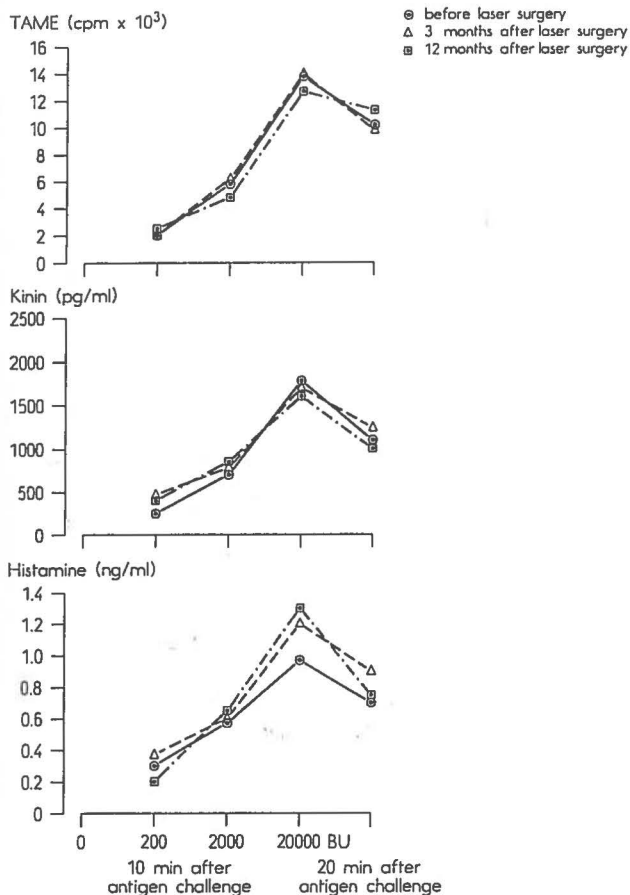 TAME (cpm x 10³)
before laser surgery
3 months after laser surgery
12 months after laser surgery
16
14
12
10
8
6
4
2
0
Kinin (pg/ml)
2500
2000
1500
1000
500
0
Histamine (ng/ml)
1.4
1.2
1.0
0.8
0.6
0.4
0.2
0
0 200 2000 20000 BU
10 min after 20 min after
antigen challenge antigen challenge